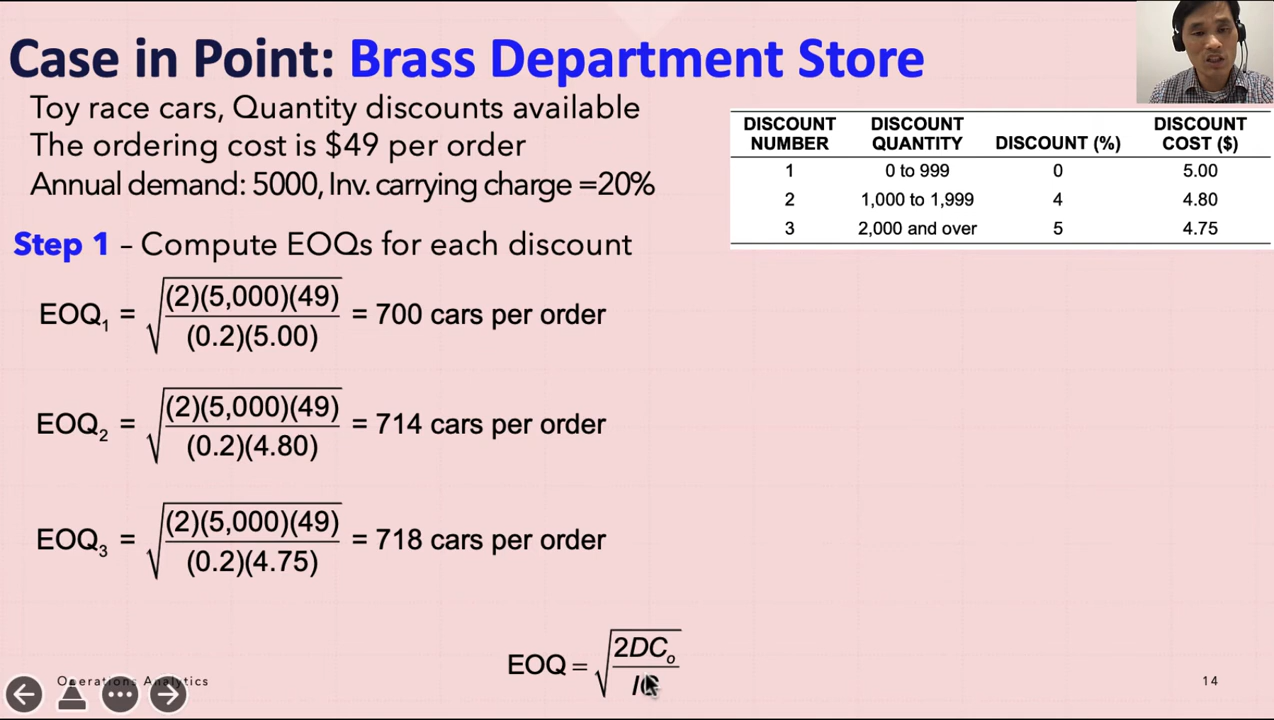 Case in Point: Brass Department Store
Toy race cars, Quantity discounts available
The ordering cost is $49 per order
Annual demand: 5000, Inv. carrying charge =20%
DISCOUNT NUMBER DISCOUNT QUANTITY DISCOUNT (%) DISCOUNT COST ($)
1 0 to 999 0 5.00
2 1,000 to 1,999 4 4.80
3 2,000 and over 5 4.75
Step 1 – Compute EOQs for each discount
EOQ₁ = √((2)(5,000)(49) / (0.2)(5.00)) = 700 cars per order
EOQ₂ = √((2)(5,000)(49) / (0.2)(4.80)) = 714 cars per order
EOQ₃ = √((2)(5,000)(49) / (0.2)(4.75)) = 718 cars per order
EOQ = √(2DCₒ / IC)
Operations Analytics
14